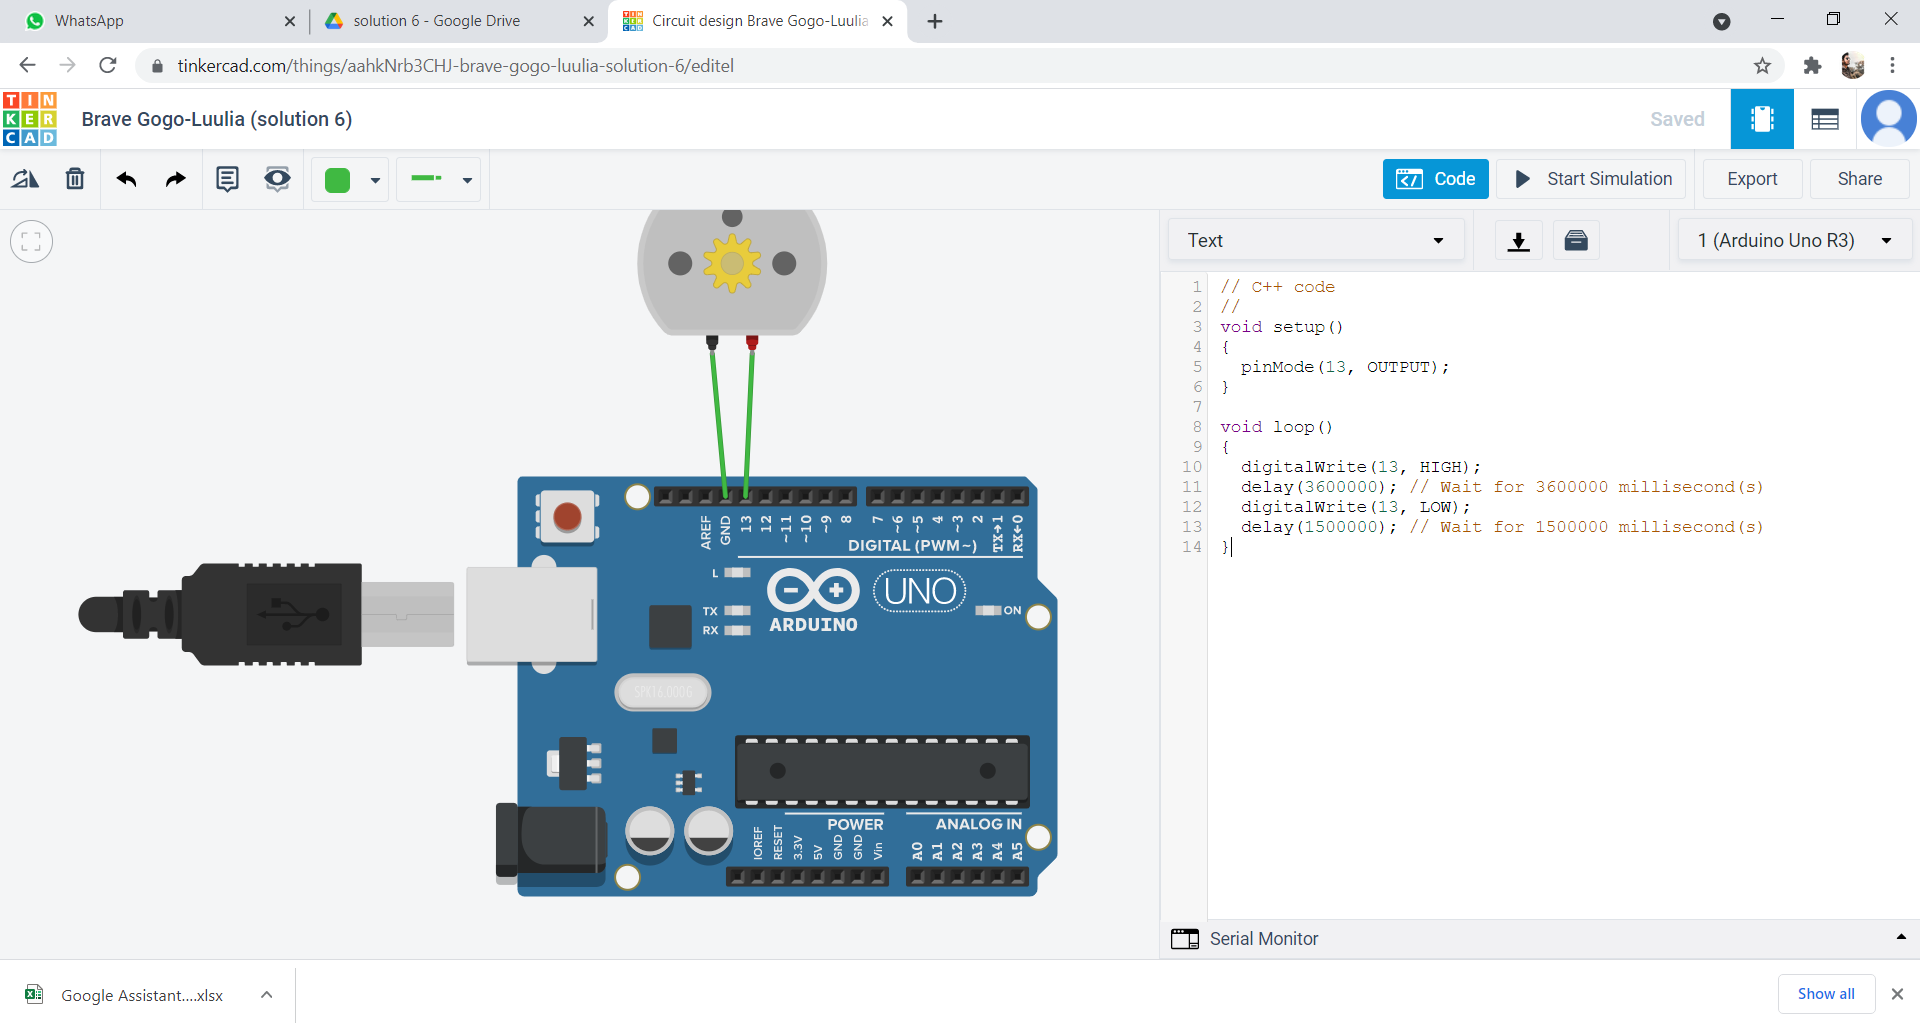 WhatsApp
solution 6 - Google Drive
Circuit design Brave Gogo-Luulia
tinkercad.com/things/aahkNrb3CHJ-brave-gogo-luulia-solution-6/editel
TIN
KER
CAD
Brave Gogo-Luulia (solution 6)
Saved
Code
Start Simulation
Export
Share
Text
1 (Arduino Uno R3)
1 // C++ code
2 //
3 void setup()
4 {
5 pinMode(13, OUTPUT);
6 }
7
8 void loop()
9 {
10 digitalWrite(13, HIGH);
11 delay(3600000); // Wait for 3600000 millisecond(s)
12 digitalWrite(13, LOW);
13 delay(1500000); // Wait for 1500000 millisecond(s)
14 }
AREF
GND
13
12
~11
~10
~9
8
7
~6
~5
4
~3
2
TX→1
RX←0
DIGITAL (PWM~)
L
TX
RX
ARDUINO
UNO
ON
SPK16.000G
POWER
ANALOG IN
IOREF
RESET
3.3V
5V
GND
GND
Vin
A0
A1
A2
A3
A4
A5
Serial Monitor
Google Assistant....xlsx
Show all